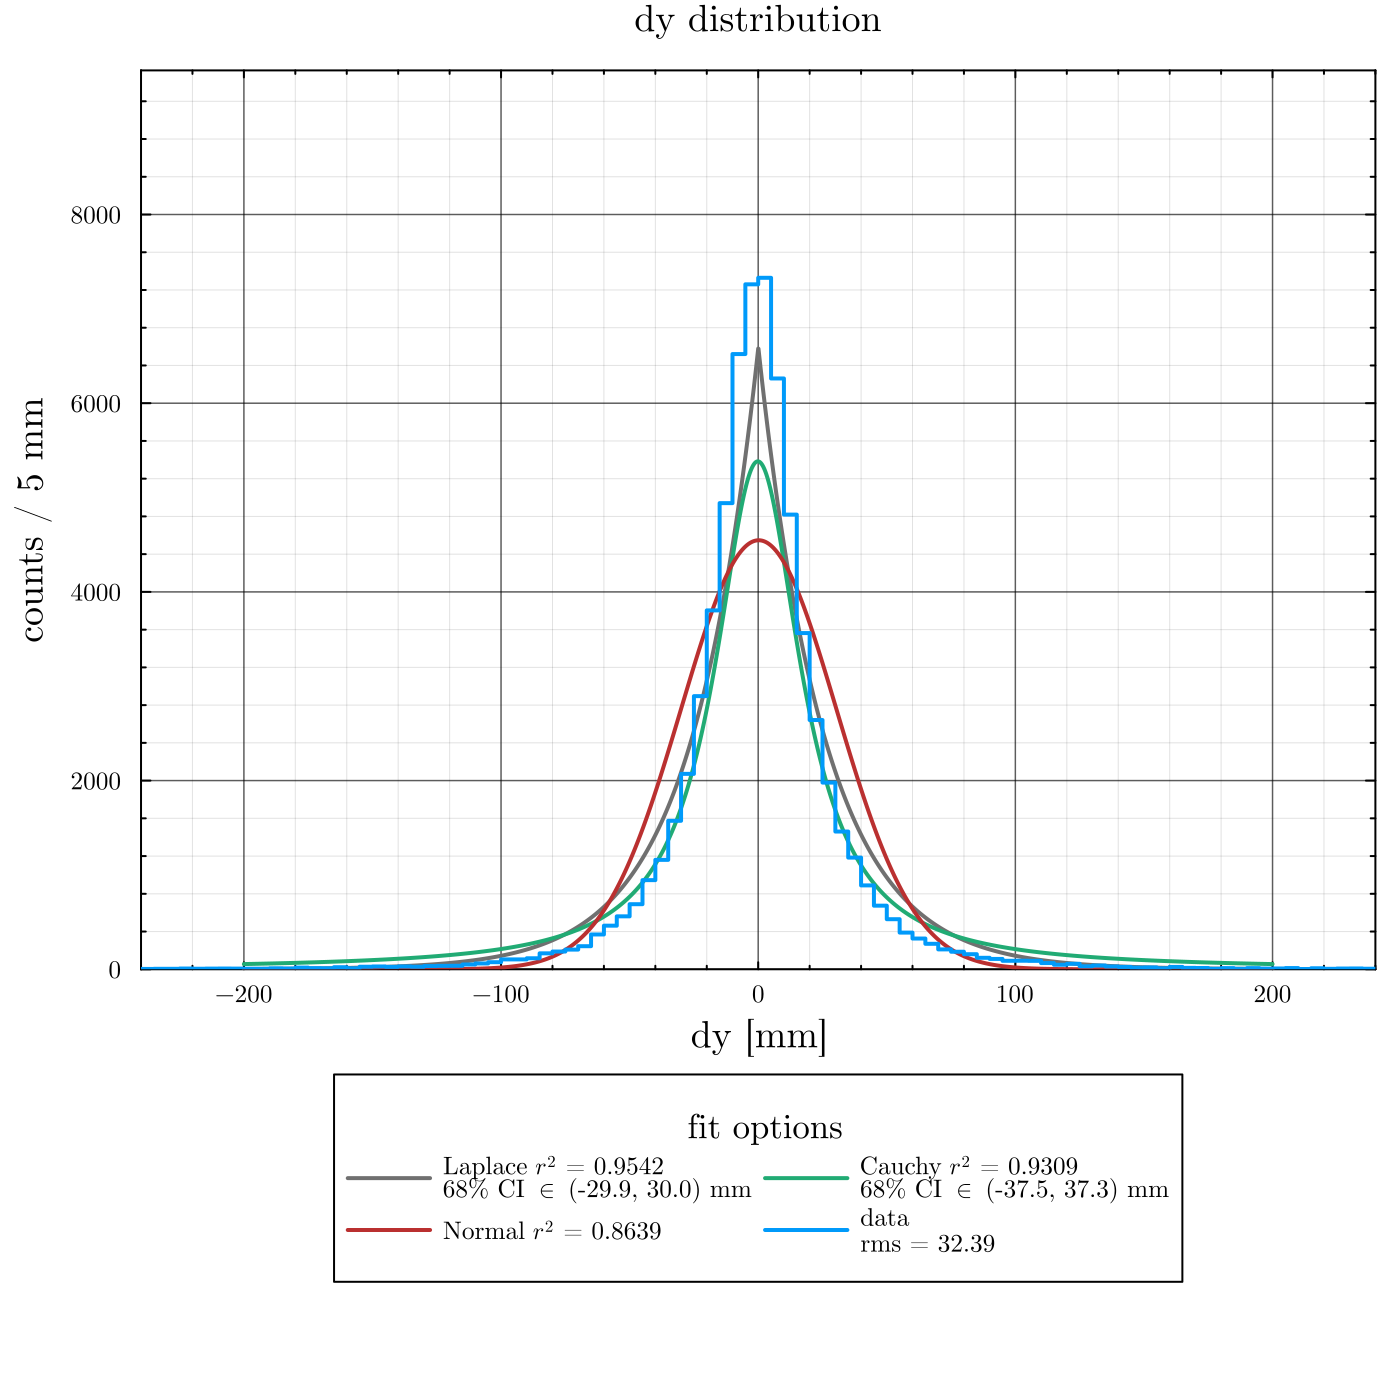 dy distribution
counts / 5 mm
8000
6000
4000
2000
0
−200
−100
0
100
200
dy [mm]
fit options
Laplace r² = 0.9542
68% CI ∈ (-29.9, 30.0) mm
Cauchy r² = 0.9309
68% CI ∈ (-37.5, 37.3) mm
Normal r² = 0.8639
data
rms = 32.39